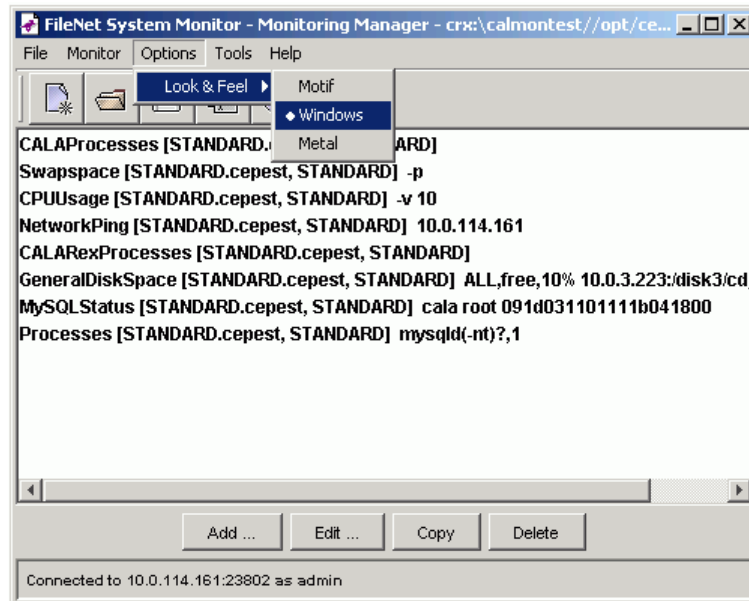 FileNet System Monitor - Monitoring Manager - crx:\calmontest//opt/ce...
File Monitor Options Tools Help
Look & Feel
Motif
Windows
Metal
CALAProcesses [STANDARD. ARD]
Swapspace [STANDARD.cepest, STANDARD] -p
CPUUsage [STANDARD.cepest, STANDARD] -v 10
NetworkPing [STANDARD.cepest, STANDARD] 10.0.114.161
CALARexProcesses [STANDARD.cepest, STANDARD]
GeneralDiskSpace [STANDARD.cepest, STANDARD] ALL,free,10% 10.0.3.223:/disk3/cd
MySQLStatus [STANDARD.cepest, STANDARD] cala root 091d031101111b041800
Processes [STANDARD.cepest, STANDARD] mysqld(-nt)?,1
Add ... Edit ... Copy Delete
Connected to 10.0.114.161:23802 as admin